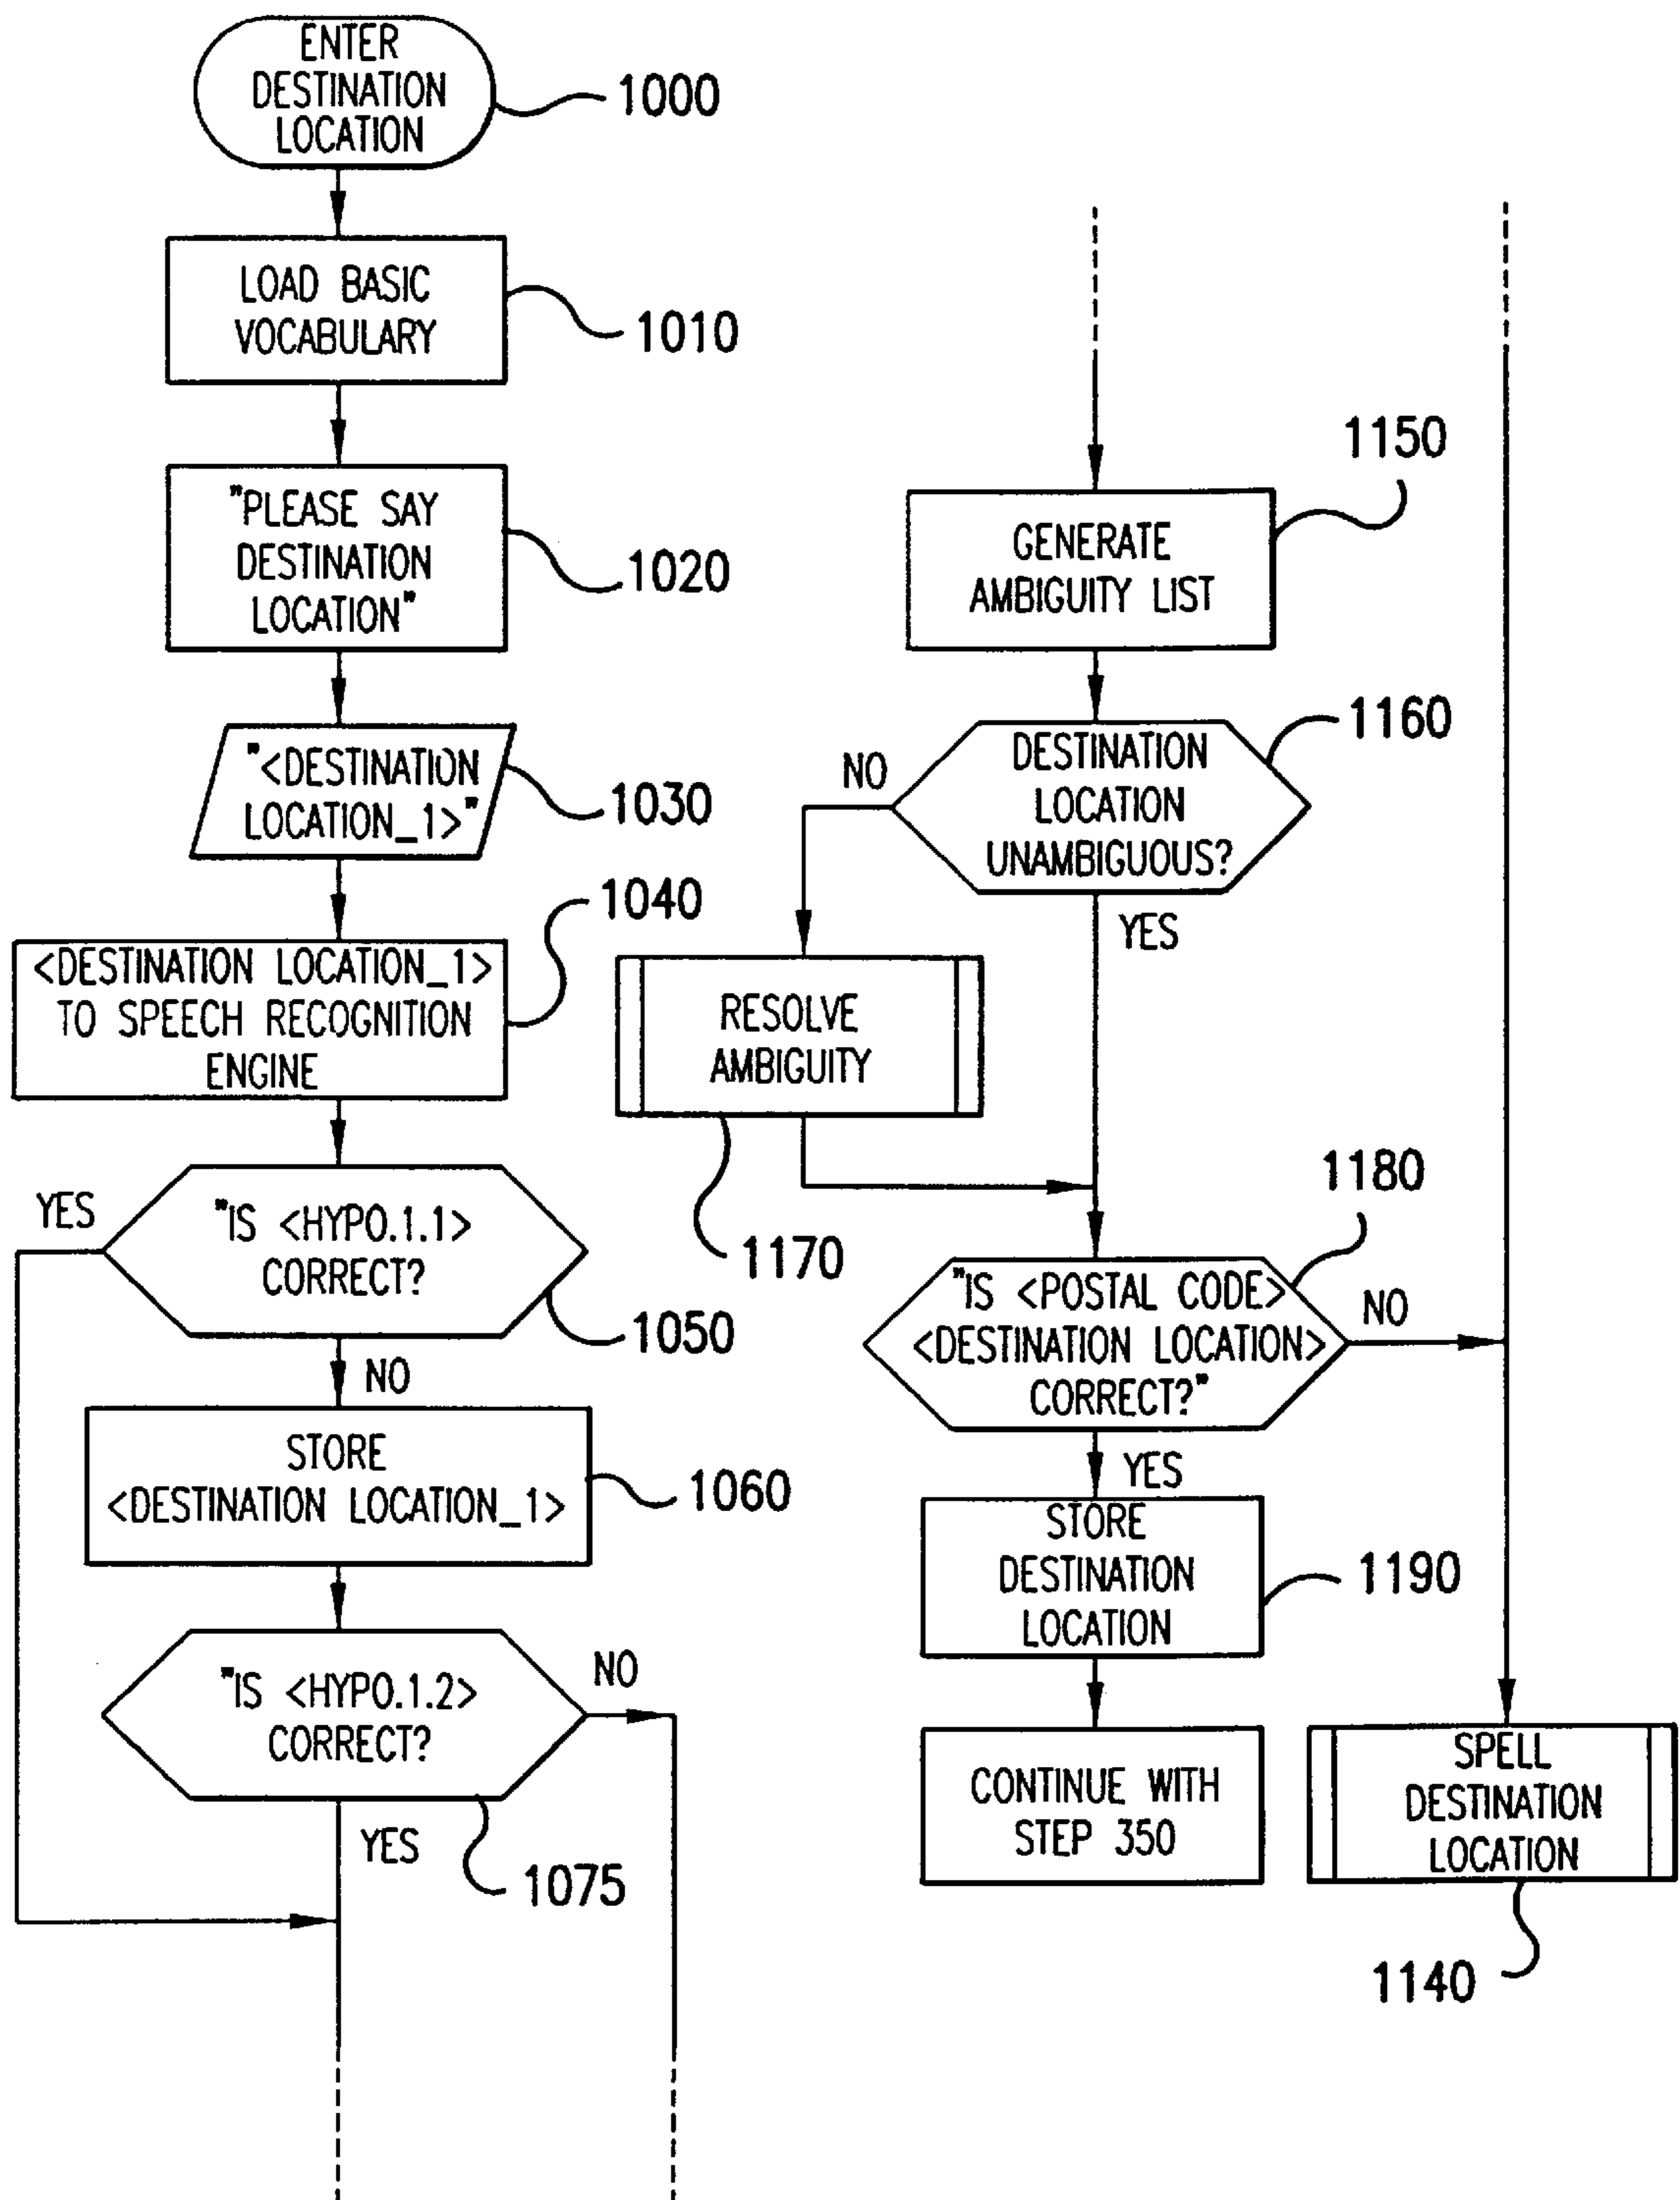 ENTER
DESTINATION
LOCATION
1000
LOAD BASIC
VOCABULARY
1010
"PLEASE SAY
DESTINATION
LOCATION"
1020
"<DESTINATION
LOCATION_1>"
1030
<DESTINATION LOCATION_1>
TO SPEECH RECOGNITION
ENGINE
1040
YES
"IS <HYPO.1.1>
CORRECT?
1050
NO
STORE
<DESTINATION LOCATION_1>
1060
"IS <HYPO.1.2>
CORRECT?
NO
YES
1075
GENERATE
AMBIGUITY LIST
1150
NO
DESTINATION
LOCATION
UNAMBIGUOUS?
1160
YES
RESOLVE
AMBIGUITY
1170
"IS <POSTAL CODE>
<DESTINATION LOCATION>
CORRECT?"
1180
NO
YES
STORE
DESTINATION
LOCATION
1190
CONTINUE WITH
STEP 350
SPELL
DESTINATION
LOCATION
1140